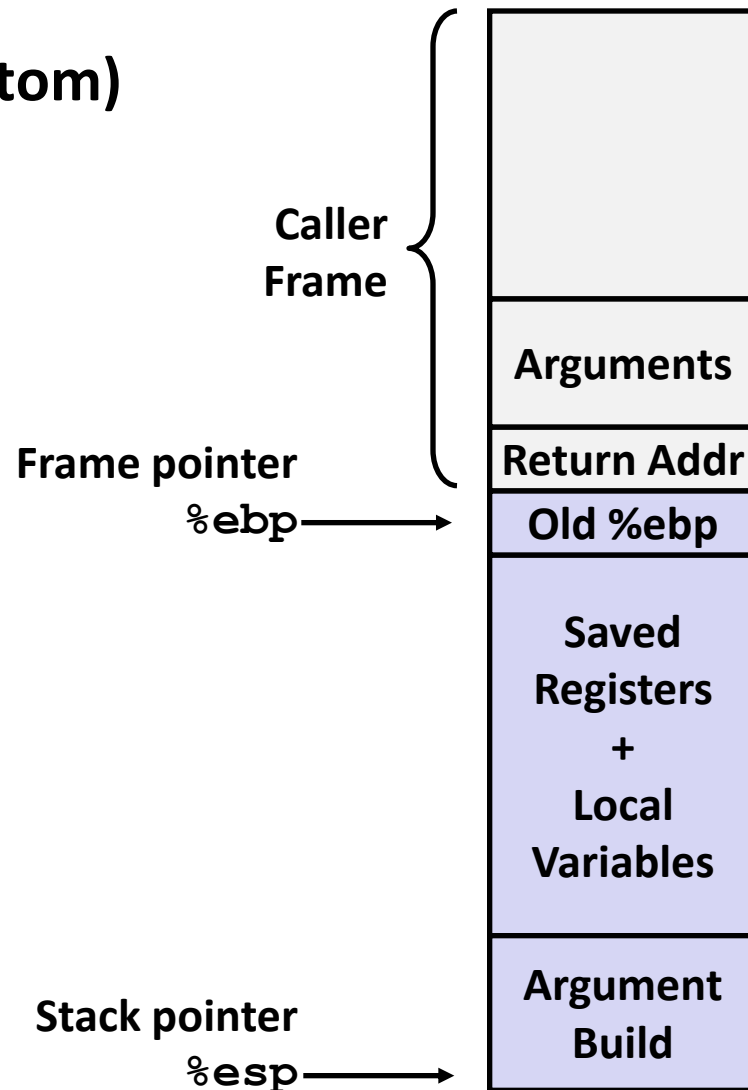 tom)
Caller
Frame
Arguments
Frame pointer
Return Addr
%ebp
Old %ebp
Saved
Registers
+
Local
Variables
Argument
Build
Stack pointer
%esp